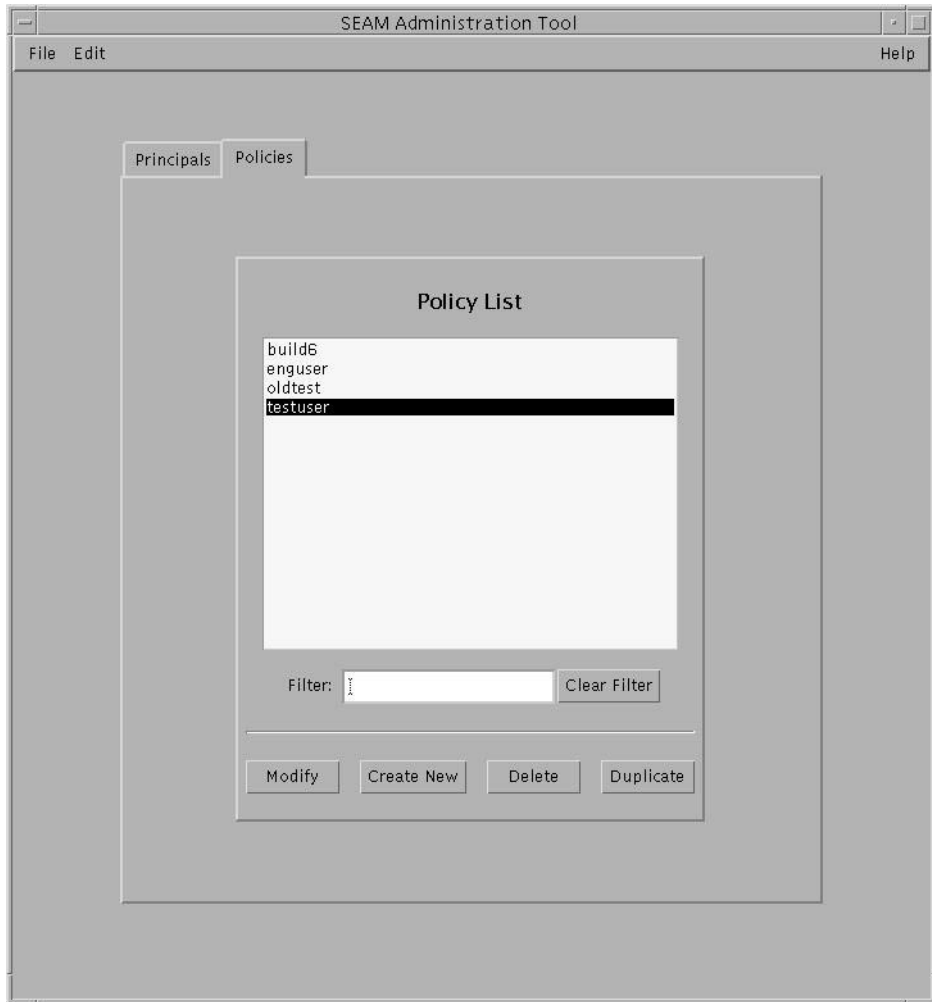 SEAM Administration Tool
File Edit Help
Principals Policies
Policy List
build6
enguser
oldtest
testuser
Filter: Clear Filter
Modify Create New Delete Duplicate